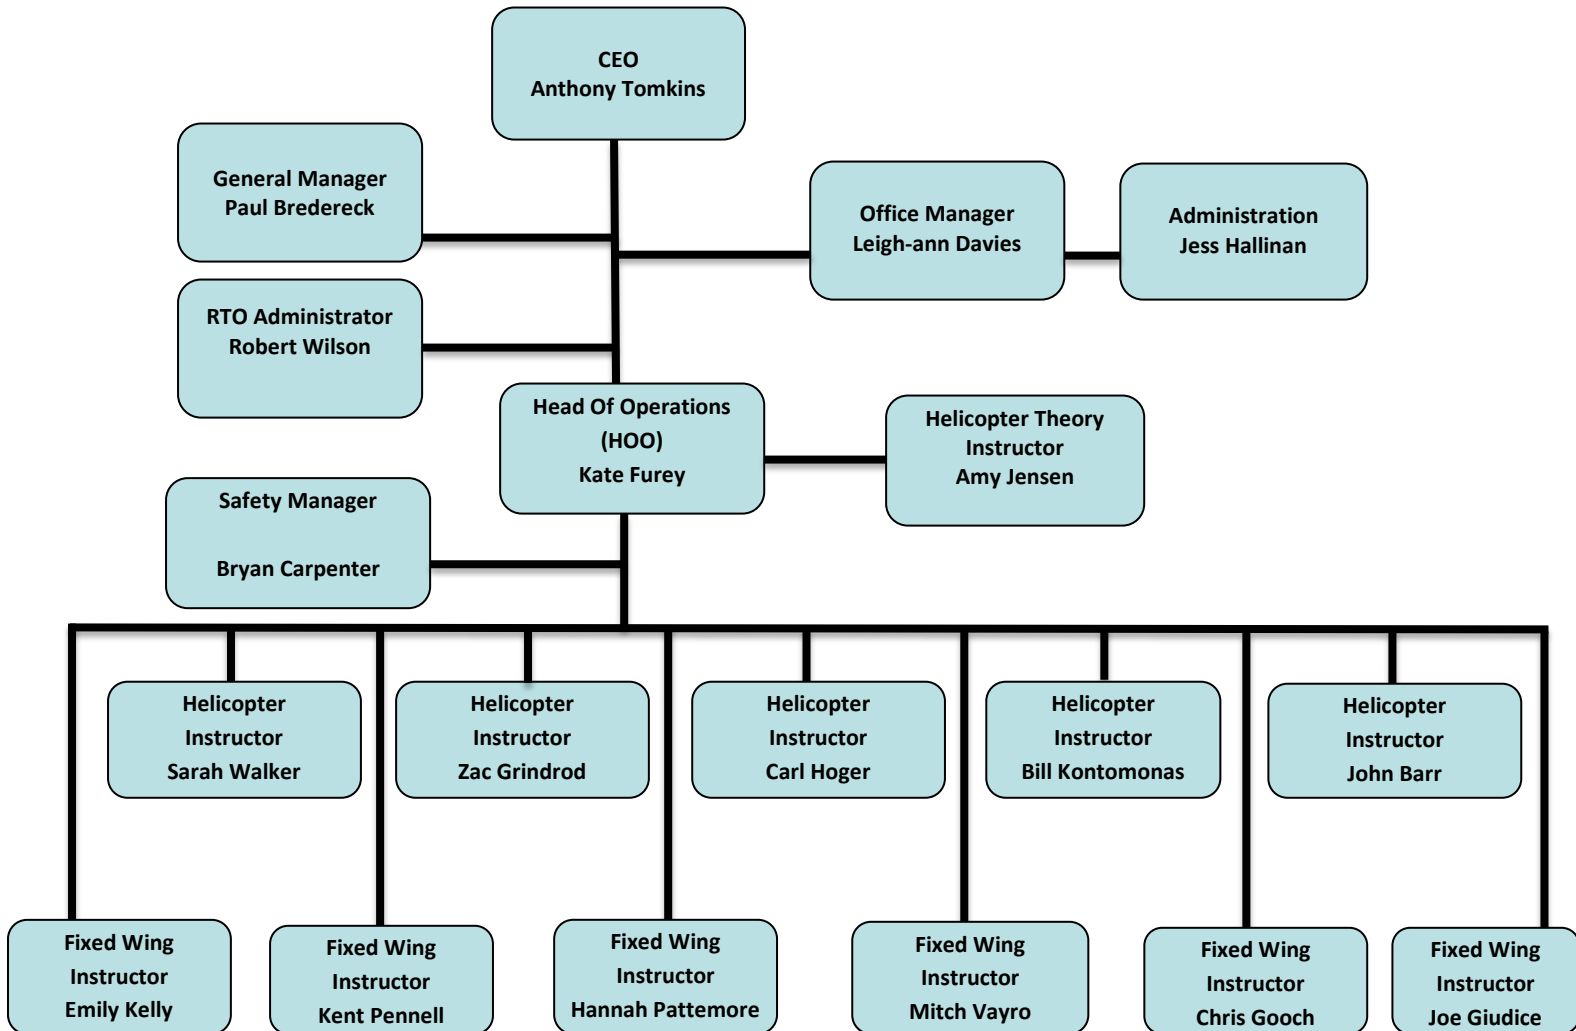 CEO
Anthony Tomkins
General Manager
Paul Bredereck
Office Manager
Leigh-ann Davies
Administration
Jess Hallinan
RTO Administrator
Robert Wilson
Head Of Operations
(HOO)
Kate Furey
Helicopter Theory
Instructor
Amy Jensen
Safety Manager
Bryan Carpenter
Helicopter
Instructor
Sarah Walker
Helicopter
Instructor
Zac Grindrod
Helicopter
Instructor
Carl Hoger
Helicopter
Instructor
Bill Kontomonas
Helicopter
Instructor
John Barr
Fixed Wing
Instructor
Emily Kelly
Fixed Wing
Instructor
Kent Pennell
Fixed Wing
Instructor
Hannah Pattemore
Fixed Wing
Instructor
Mitch Vayro
Fixed Wing
Instructor
Chris Gooch
Fixed Wing
Instructor
Joe Giudice